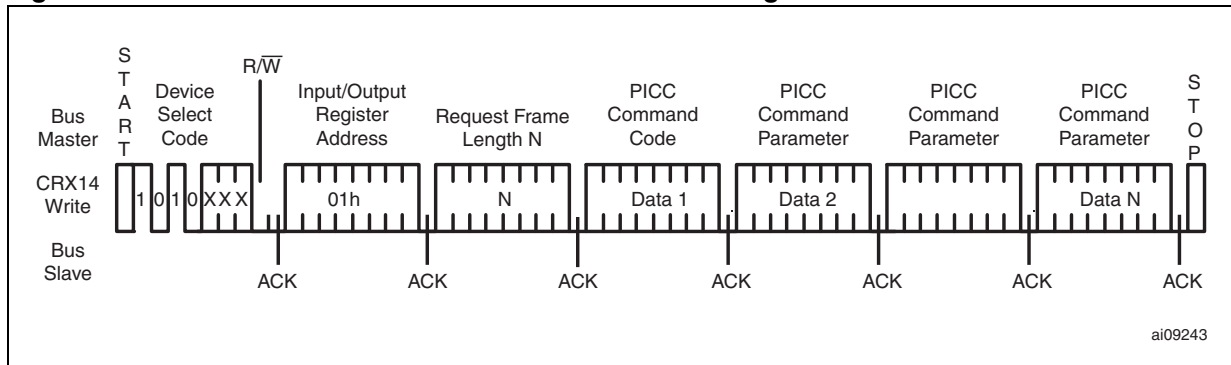 START
R/W
Device
Select
Code
Input/Output
Register
Address
Request Frame
Length N
PICC
Command
Code
PICC
Command
Parameter
PICC
Command
Parameter
PICC
Command
Parameter
STOP
Bus
Master
CRX14
Write
1 0 1 0 X X X
01h
N
Data 1
Data 2
Data N
Bus
Slave
ACK
ACK
ACK
ACK
ACK
ACK
ACK
ai09243